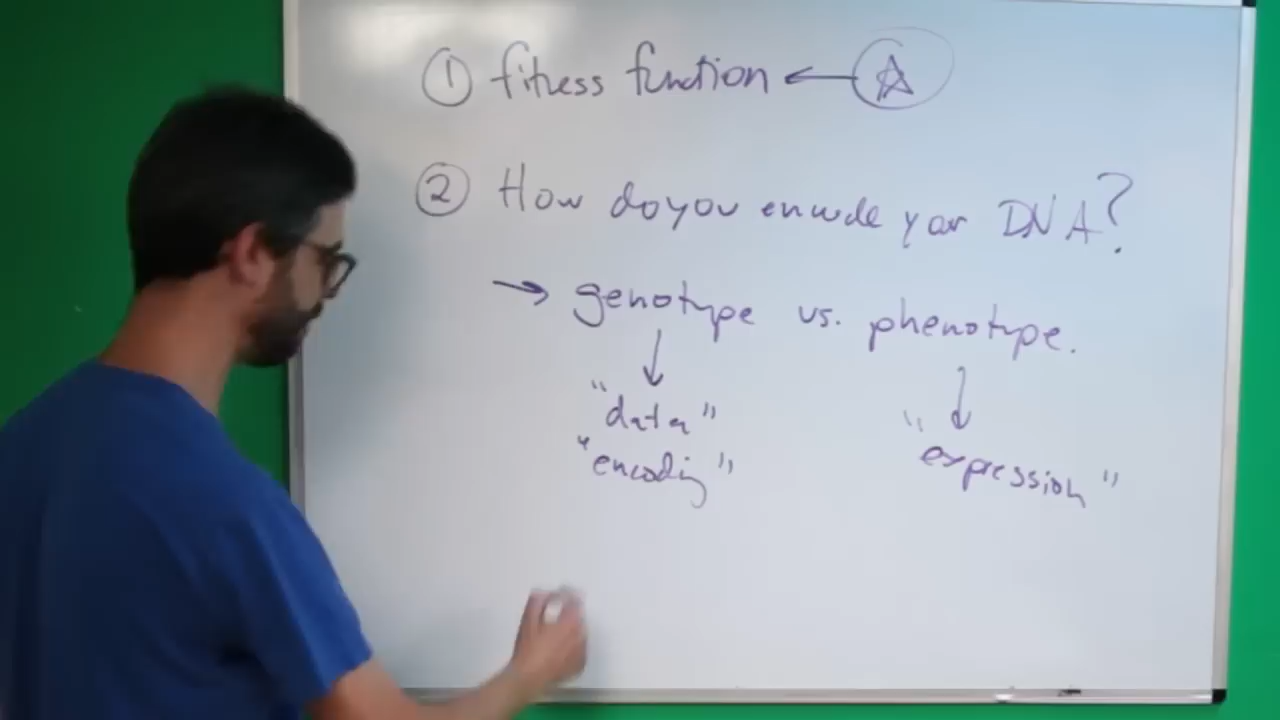 ① fitness function ← ☆
② How do you encode your DNA?
→ genotype vs. phenotype.
↓ ↓
"data"
"encoding" "expression"